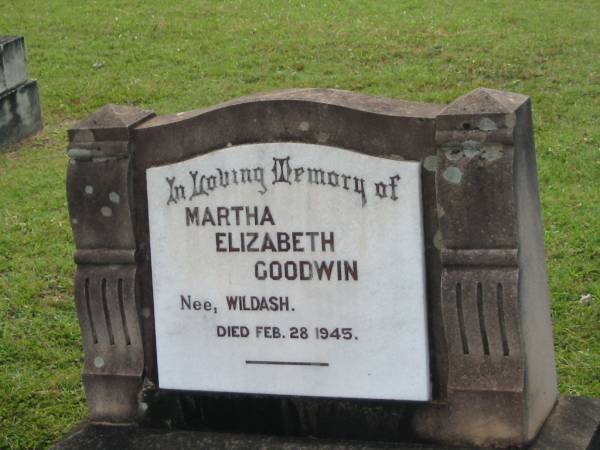 In Loving Memory of
MARTHA
ELIZABETH
GOODWIN
Nee, WILDASH.
DIED FEB. 28 1945.